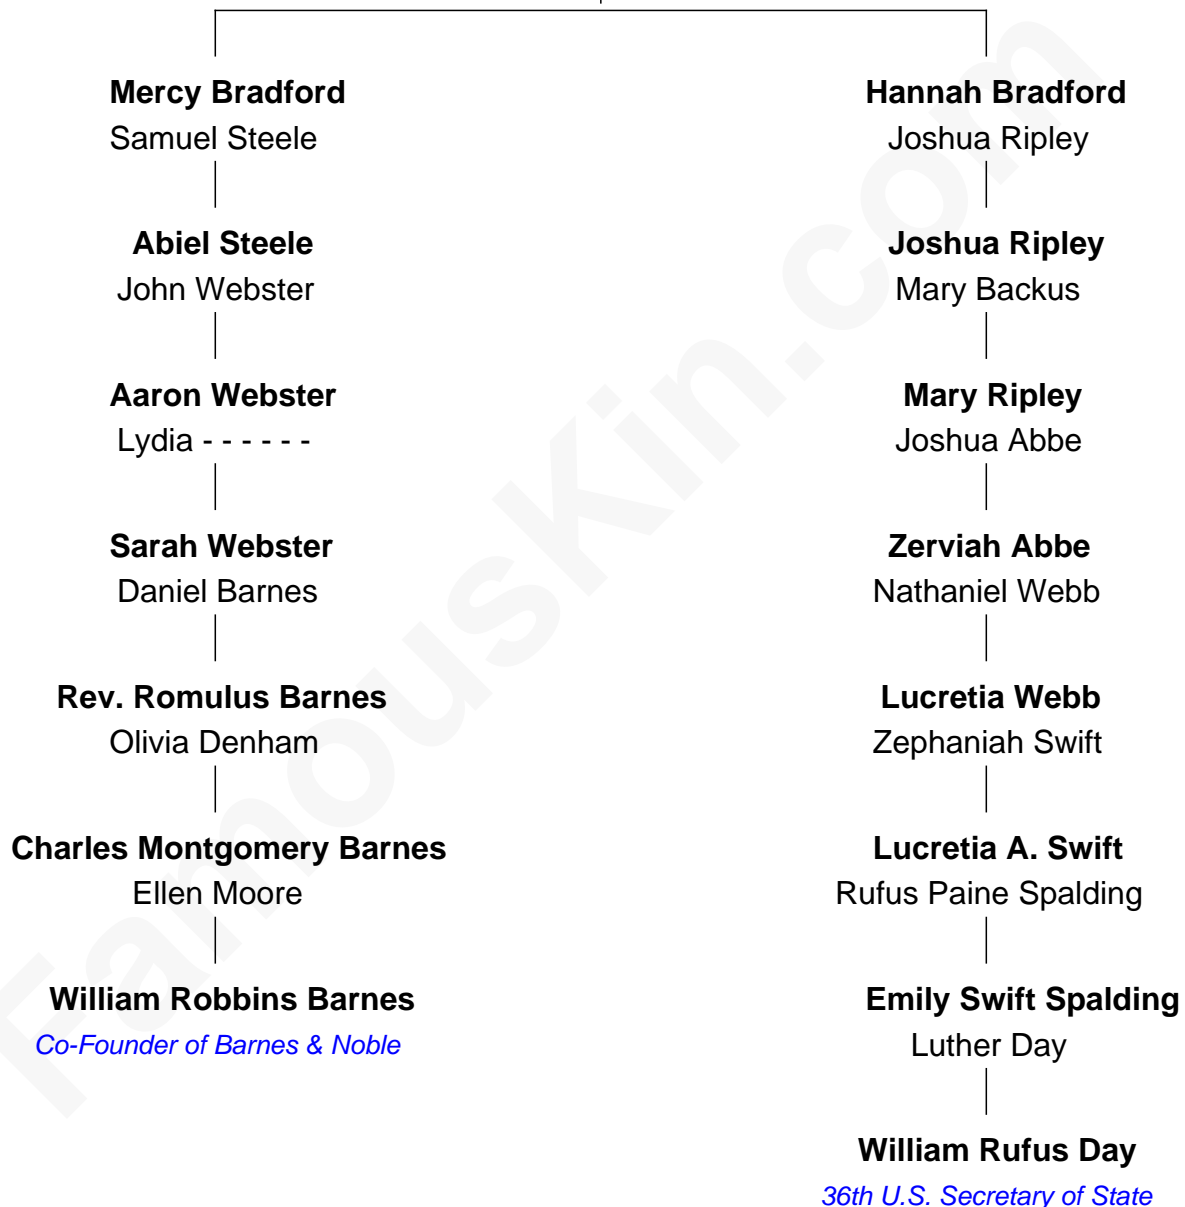 Mercy Bradford
Samuel Steele
Abiel Steele
John Webster
Aaron Webster
Lydia - - - - - -
Sarah Webster
Daniel Barnes
Rev. Romulus Barnes
Olivia Denham
Charles Montgomery Barnes
Ellen Moore
William Robbins Barnes
Co-Founder of Barnes & Noble
Hannah Bradford
Joshua Ripley
Joshua Ripley
Mary Backus
Mary Ripley
Joshua Abbe
Zerviah Abbe
Nathaniel Webb
Lucretia Webb
Zephaniah Swift
Lucretia A. Swift
Rufus Paine Spalding
Emily Swift Spalding
Luther Day
William Rufus Day
36th U.S. Secretary of State
FamousKin.com